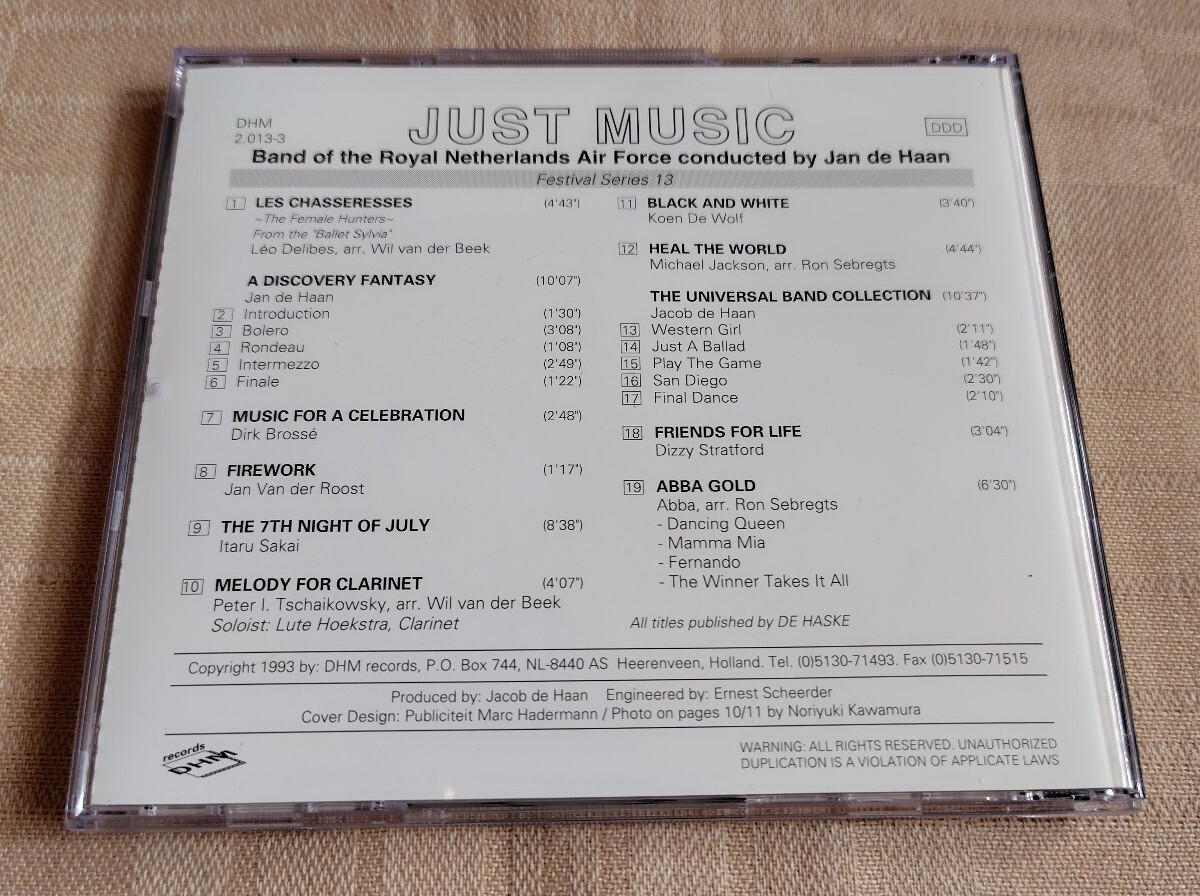 DHM
2.013-3
JUST MUSIC
DDD
Band of the Royal Netherlands Air Force conducted by Jan de Haan
Festival Series 13
1 LES CHASSERESSES (4'43")
~The Female Hunters~
From the "Ballet Sylvia"
Léo Delibes, arr. Wil van der Beek
A DISCOVERY FANTASY (10'07")
Jan de Haan
2 Introduction (1'30")
3 Bolero (3'08")
4 Rondeau (1'08")
5 Intermezzo (2'49")
6 Finale (1'22")
7 MUSIC FOR A CELEBRATION (2'48")
Dirk Brossé
8 FIREWORK (1'17")
Jan Van der Roost
9 THE 7TH NIGHT OF JULY (8'38")
Itaru Sakai
10 MELODY FOR CLARINET (4'07")
Peter I. Tschaikowsky, arr. Wil van der Beek
Soloist: Lute Hoekstra, Clarinet
11 BLACK AND WHITE (3'40")
Koen De Wolf
12 HEAL THE WORLD (4'44")
Michael Jackson, arr. Ron Sebregts
THE UNIVERSAL BAND COLLECTION (10'37")
Jacob de Haan
13 Western Girl (2'11")
14 Just A Ballad (1'48")
15 Play The Game (1'42")
16 San Diego (2'30")
17 Final Dance (2'10")
18 FRIENDS FOR LIFE (3'04")
Dizzy Stratford
19 ABBA GOLD (6'30")
Abba, arr. Ron Sebregts
- Dancing Queen
- Mamma Mia
- Fernando
- The Winner Takes It All
All titles published by DE HASKE
Copyright 1993 by: DHM records, P.O. Box 744, NL-8440 AS Heerenveen, Holland. Tel. (0)5130-71493. Fax (0)5130-71515
Produced by: Jacob de Haan Engineered by: Ernest Scheerder
Cover Design: Publiciteit Marc Hadermann / Photo on pages 10/11 by Noriyuki Kawamura
records
DHM
WARNING: ALL RIGHTS RESERVED. UNAUTHORIZED
DUPLICATION IS A VIOLATION OF APPLICATE LAWS